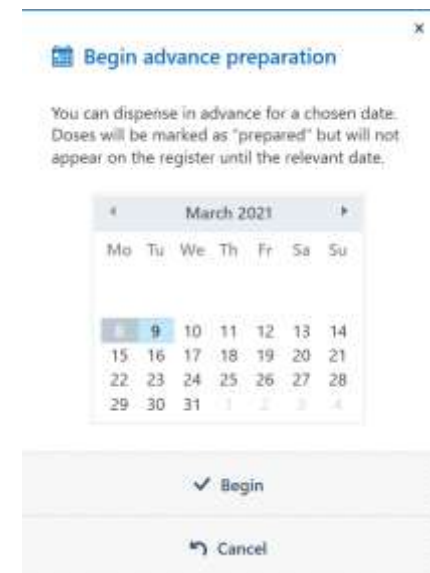 ×
Begin advance preparation
You can dispense in advance for a chosen date.
Doses will be marked as "prepared" but will not
appear on the register until the relevant date.
March 2021
Mo Tu We Th Fr Sa Su
8 9 10 11 12 13 14
15 16 17 18 19 20 21
22 23 24 25 26 27 28
29 30 31 1 2 3 4
Begin
Cancel